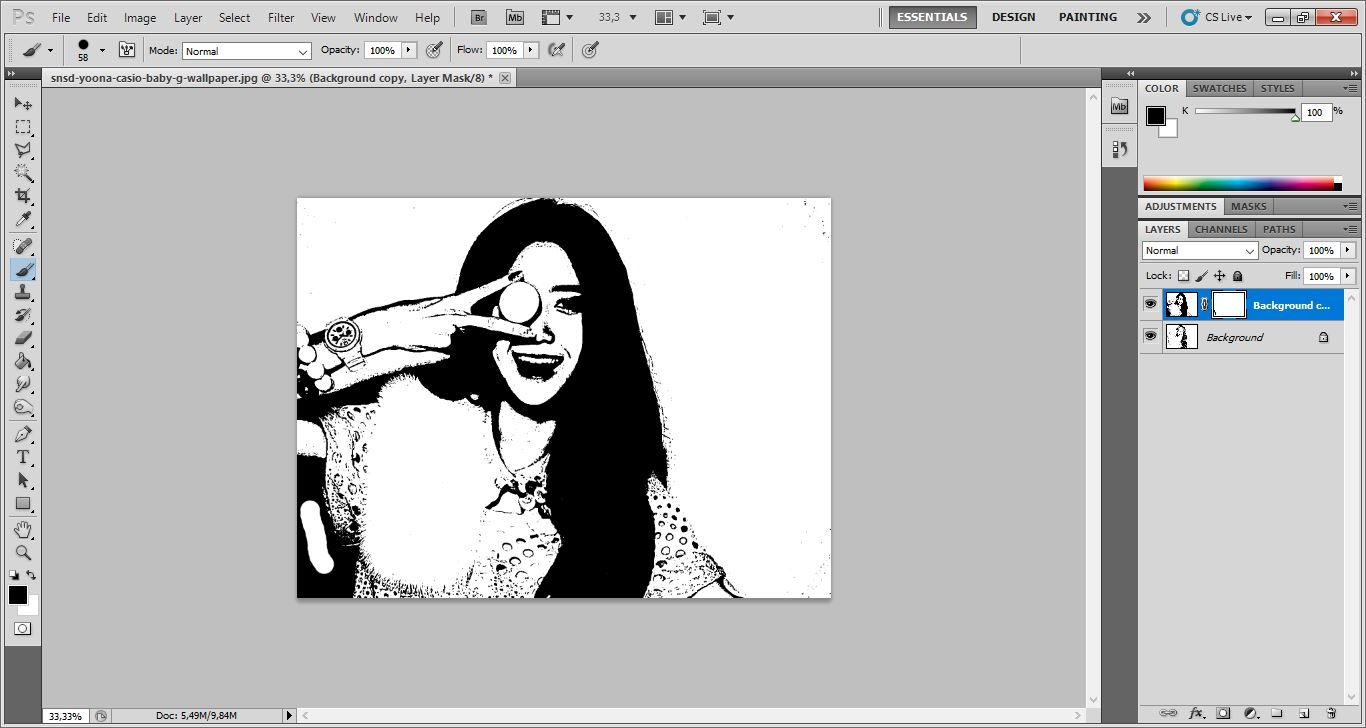 Ps File Edit Image Layer Select Filter View Window Help Br Mb 33,3 ESSENTIALS DESIGN PAINTING CS Live
58 Mode: Normal Opacity: 100% Flow: 100%
snsd-yoona-casio-baby-g-wallpaper.jpg @ 33,3% (Background copy, Layer Mask/8) *
Mb
COLOR SWATCHES STYLES
K 100 %
ADJUSTMENTS MASKS
LAYERS CHANNELS PATHS
Normal Opacity: 100%
Lock: Fill: 100%
Background c...
Background
T
fx
33,33% Doc: 5,49M/9,84M